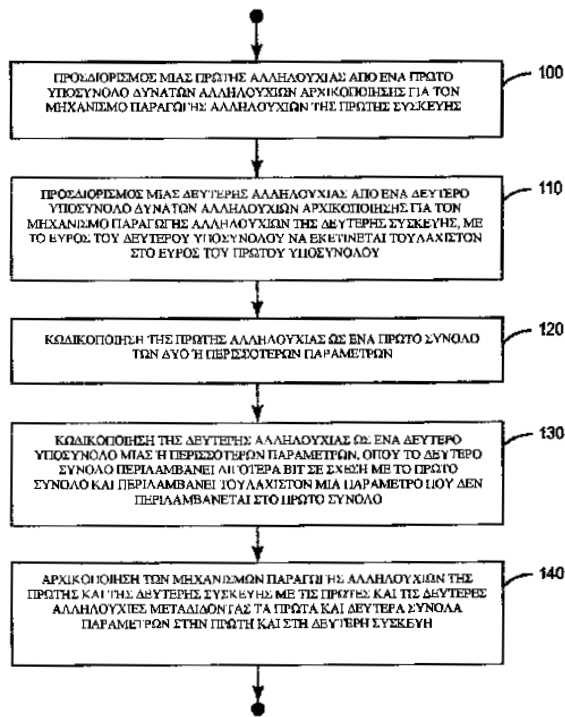 ΠΡΟΣΔΙΟΡΙΣΜΟΣ ΜΙΑΣ ΠΡΩΤΗΣ ΑΛΛΗΛΟΥΧΙΑΣ ΑΠΟ ΕΝΑ ΠΡΩΤΟ
ΥΠΟΣΥΝΟΛΟ ΔΥΝΑΤΩΝ ΑΛΛΗΛΟΥΧΙΩΝ ΑΡΧΙΚΟΠΟΙΗΣΗΣ ΓΙΑ ΤΟΝ
ΜΗΧΑΝΙΣΜΟ ΠΑΡΑΓΩΓΗΣ ΑΛΛΗΛΟΥΧΙΩΝ ΤΗΣ ΠΡΩΤΗΣ ΣΥΣΚΕΥΗΣ
100
ΠΡΟΣΔΙΟΡΙΣΜΟΣ ΜΙΑΣ ΔΕΥΤΕΡΗΣ ΑΛΛΗΛΟΥΧΙΑΣ ΑΠΟ ΕΝΑ ΔΕΥΤΕΡΟ
ΥΠΟΣΥΝΟΛΟ ΔΥΝΑΤΩΝ ΑΛΛΗΛΟΥΧΙΩΝ ΑΡΧΙΚΟΠΟΙΗΣΗΣ ΓΙΑ ΤΟΝ
ΜΗΧΑΝΙΣΜΟ ΠΑΡΑΓΩΓΗΣ ΑΛΛΗΛΟΥΧΙΩΝ ΤΗΣ ΔΕΥΤΕΡΗΣ ΣΥΣΚΕΥΗΣ, ΜΕ
ΤΟ ΕΥΡΟΣ ΤΟΥ ΔΕΥΤΕΡΟΥ ΥΠΟΣΥΝΟΛΟΥ ΝΑ ΕΚΕΤΙΝΕΤΑΙ ΤΟΥΛΑΧΙΣΤΟΝ
ΣΤΟ ΕΥΡΟΣ ΤΟΥ ΠΡΩΤΟΥ ΥΠΟΣΥΝΟΛΟΥ
110
ΚΩΔΙΚΟΠΟΙΗΣΗ ΤΗΣ ΠΡΩΤΗΣ ΑΛΛΗΛΟΥΧΙΑΣ ΩΣ ΕΝΑ ΠΡΩΤΟ ΣΥΝΟΛΟ
ΤΩΝ ΔΥΟ Ή ΠΕΡΙΣΣΟΤΕΡΩΝ ΠΑΡΑΜΕΤΡΩΝ
120
ΚΩΔΙΚΟΠΟΙΗΣΗ ΤΗΣ ΔΕΥΤΕΡΗΣ ΑΛΛΗΛΟΥΧΙΑΣ ΩΣ ΕΝΑ ΔΕΥΤΕΡΟ
ΥΠΟΣΥΝΟΛΟ ΜΙΑΣ Ή ΠΕΡΙΣΣΟΤΕΡΩΝ ΠΑΡΑΜΕΤΡΩΝ, ΟΠΟΥ ΤΟ ΔΕΥΤΕΡΟ
ΣΥΝΟΛΟ ΠΕΡΙΛΑΜΒΑΝΕΙ ΛΙΓΟΤΕΡΑ BIT ΣΕ ΣΧΕΣΗ ΜΕ ΤΟ ΠΡΩΤΟ
ΣΥΝΟΛΟ ΚΑΙ ΠΕΡΙΛΑΜΒΑΝΕΙ ΤΟΥΛΑΧΙΣΤΟΝ ΜΙΑ ΠΑΡΑΜΕΤΡΟ ΠΟΥ ΔΕΝ
ΠΕΡΙΛΑΜΒΑΝΕΤΑΙ ΣΤΟ ΠΡΩΤΟ ΣΥΝΟΛΟ
130
ΑΡΧΙΚΟΠΟΙΗΣΗ ΤΩΝ ΜΗΧΑΝΙΣΜΩΝ ΠΑΡΑΓΩΓΗΣ ΑΛΛΗΛΟΥΧΙΩΝ ΤΗΣ
ΠΡΩΤΗΣ ΚΑΙ ΤΗΣ ΔΕΥΤΕΡΗΣ ΣΥΣΚΕΥΗΣ ΜΕ ΤΙΣ ΠΡΩΤΕΣ ΚΑΙ ΤΙΣ ΔΕΥΤΕΡΕΣ
ΑΛΛΗΛΟΥΧΙΕΣ ΜΕΤΑΔΙΔΟΝΤΑΣ ΤΑ ΠΡΩΤΑ ΚΑΙ ΔΕΥΤΕΡΑ ΣΥΝΟΛΑ
ΠΑΡΑΜΕΤΡΩΝ ΣΤΗΝ ΠΡΩΤΗ ΚΑΙ ΣΤΗ ΔΕΥΤΕΡΗ ΣΥΣΚΕΥΗ
140